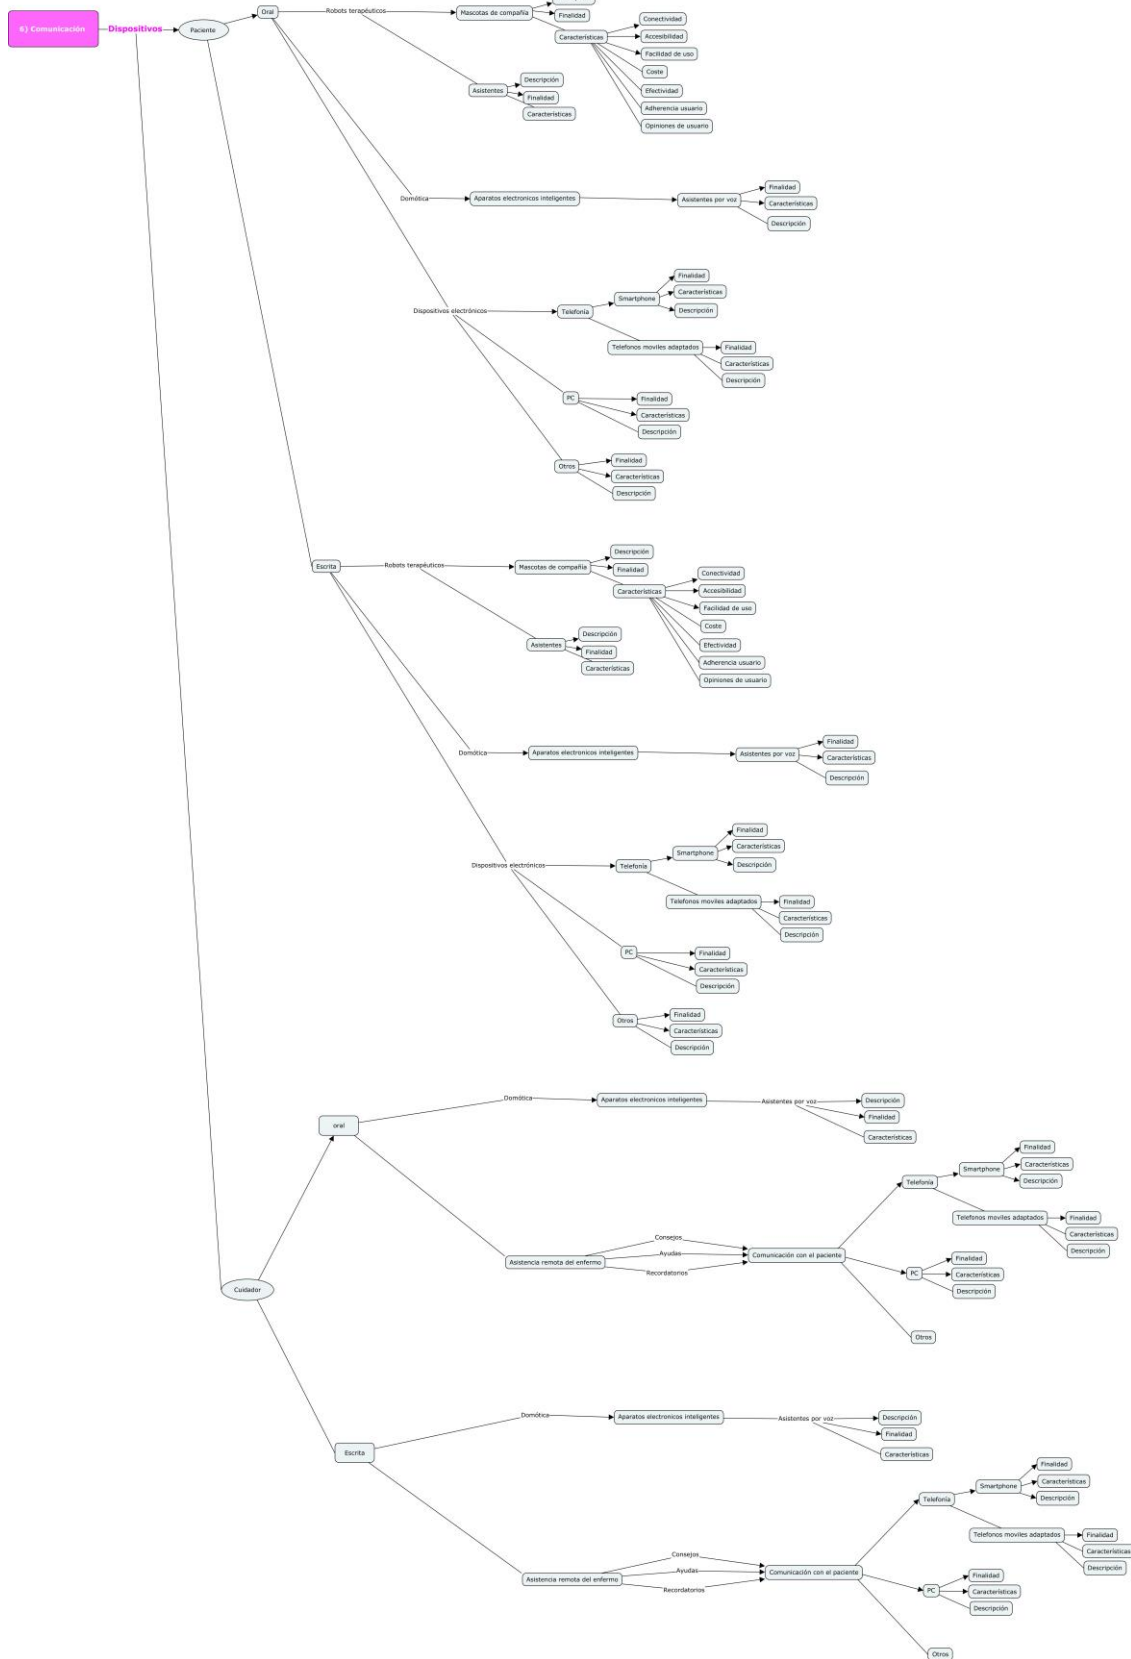 6) Comunicación
Dispositivos
Paciente
Oral
Robots terapéuticos
Mascotas de compañía
Finalidad
Características
Conectividad
Accesibilidad
Facilidad de uso
Coste
Efectividad
Adherencia usuario
Opiniones de usuario
Asistentes
Descripción
Finalidad
Características
Domótica
Aparatos electronicos inteligentes
Asistentes por voz
Finalidad
Características
Descripción
Dispositivos electrónicos
Telefonía
Smartphone
Finalidad
Características
Descripción
Telefonos moviles adaptados
Finalidad
Características
Descripción
PC
Finalidad
Características
Descripción
Otros
Finalidad
Características
Descripción
Escrita
Robots terapéuticos
Mascotas de compañía
Descripción
Finalidad
Características
Conectividad
Accesibilidad
Facilidad de uso
Coste
Efectividad
Adherencia usuario
Opiniones de usuario
Asistentes
Descripción
Finalidad
Características
Domótica
Aparatos electronicos inteligentes
Asistentes por voz
Finalidad
Características
Descripción
Dispositivos electrónicos
Telefonía
Smartphone
Finalidad
Características
Descripción
Telefonos moviles adaptados
Finalidad
Características
Descripción
PC
Finalidad
Características
Descripción
Otros
Finalidad
Características
Descripción
Cuidador
oral
Domótica
Aparatos electronicos inteligentes
Asistentes por voz
Descripción
Finalidad
Características
Asistencia remota del enfermo
Consejos
Ayudas
Recordatorios
Comunicación con el paciente
Telefonía
Smartphone
Finalidad
Características
Descripción
Telefonos moviles adaptados
Finalidad
Características
Descripción
PC
Finalidad
Características
Descripción
Otros
Escrita
Domótica
Aparatos electronicos inteligentes
Asistentes por voz
Descripción
Finalidad
Características
Asistencia remota del enfermo
Consejos
Ayudas
Recordatorios
Comunicación con el paciente
Telefonía
Smartphone
Finalidad
Características
Descripción
Telefonos moviles adaptados
Finalidad
Características
Descripción
PC
Finalidad
Características
Descripción
Otros